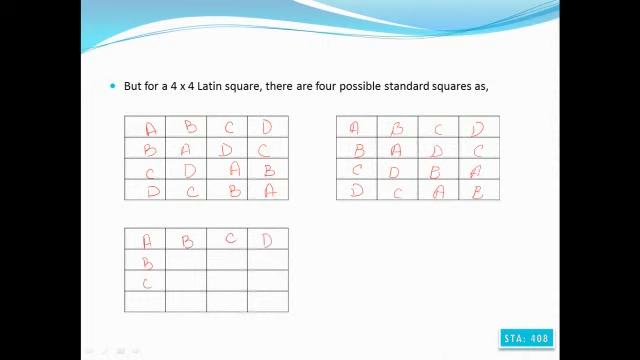 But for a 4 x 4 Latin square, there are four possible standard squares as,
A B C D
B A D C
C D A B
D C B A
A B C D
B A D C
C D B A
D C A B
A B C D
B
C
STA: 408